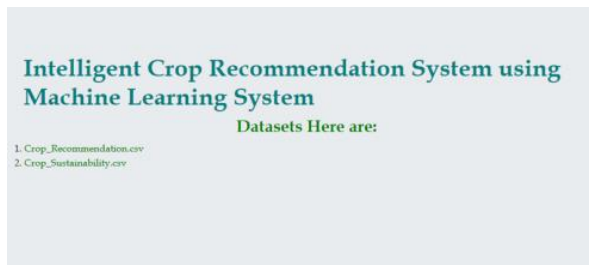 Intelligent Crop Recommendation System using
Machine Learning System
Datasets Here are:
1. Crop_Recommendation.csv
2. Crop_Sustainability.csv